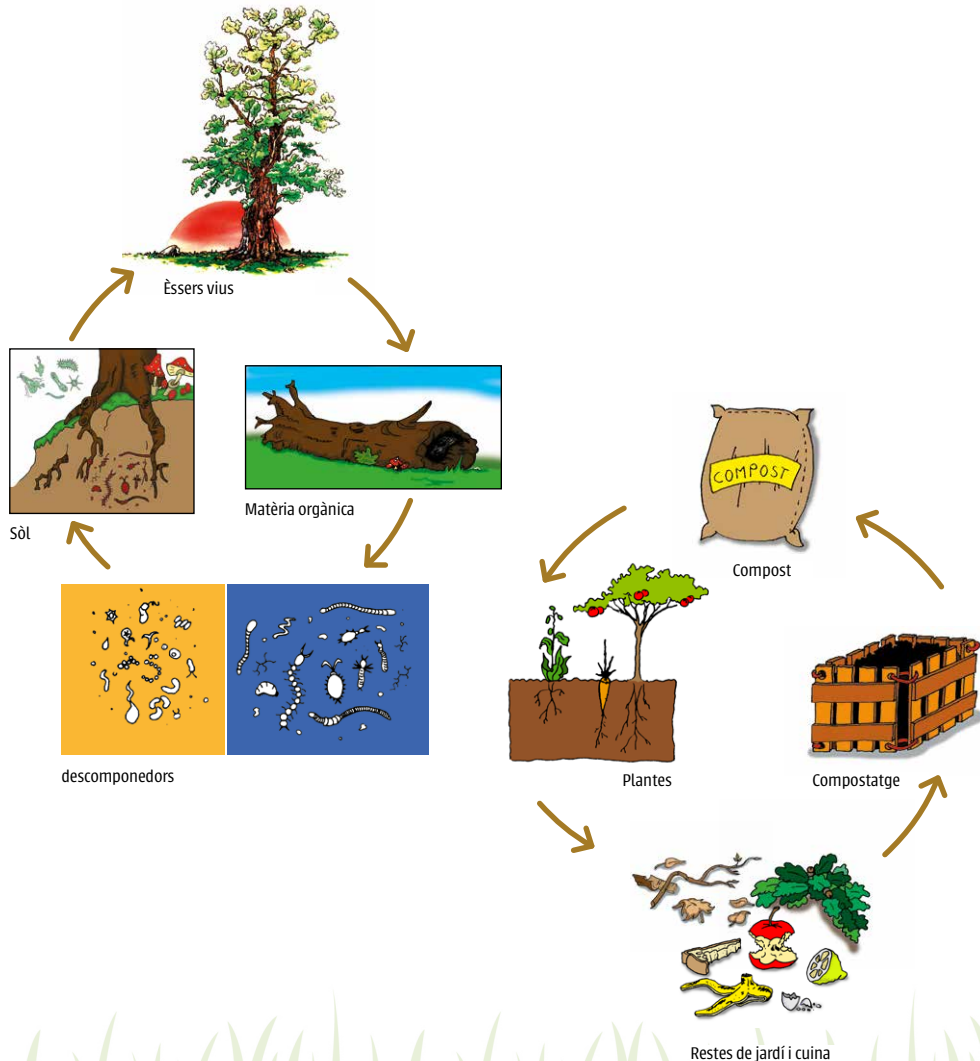 Èssers vius
Sòl
Matèria orgànica
descomponedors
COMPOST
Compost
Plantes
Compostatge
Restes de jardí i cuina